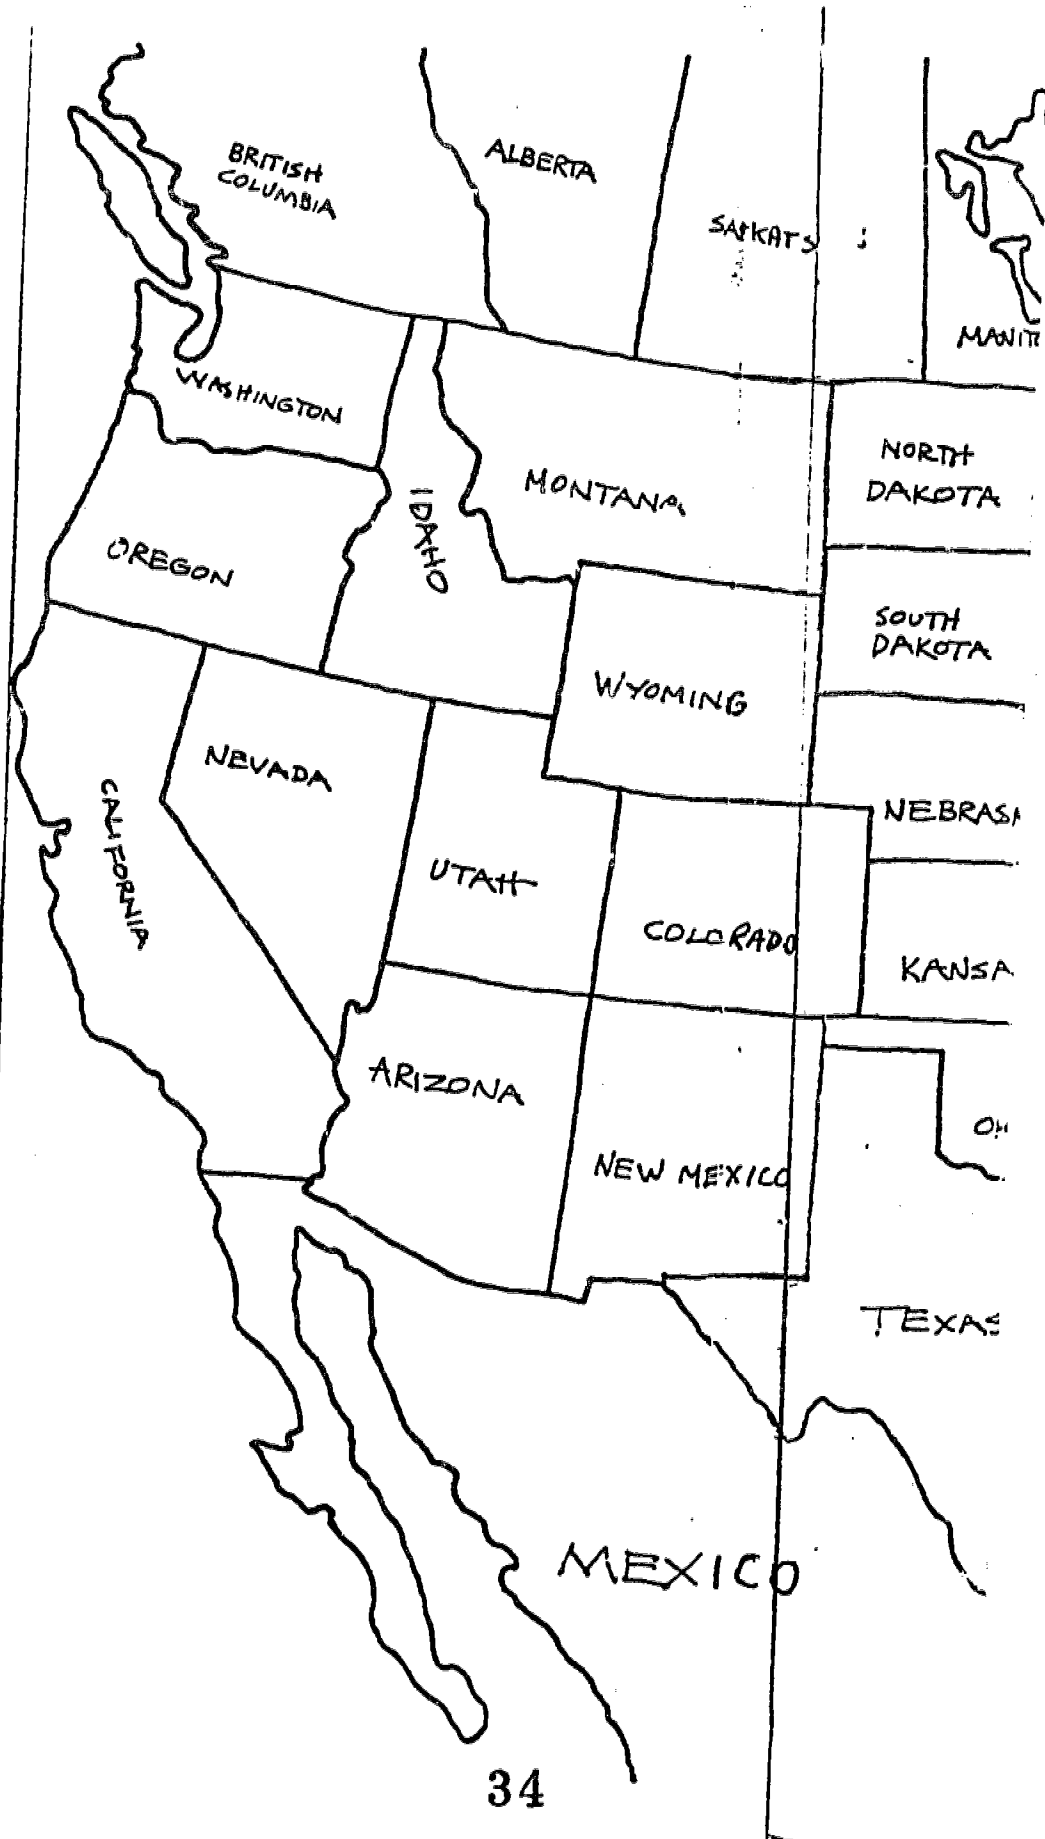 BRITISH
COLUMBIA
ALBERTA
SASKATS
MANIT
WASHINGTON
MONTANA
NORTH
DAKOTA
IDAHO
OREGON
SOUTH
DAKOTA
WYOMING
NEVADA
CALIFORNIA
NEBRAS
UTAH
COLORADO
KANSA
ARIZONA
NEW MEXICO
TEXAS
MEXICO
34